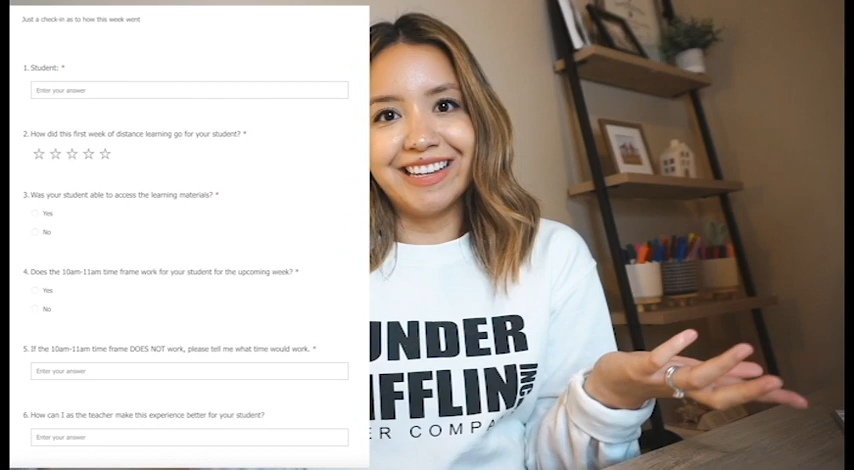 Just a check-in as to how this week went
1. Student: *
Enter your answer
2. How did this first week of distance learning go for your student? *
3. Was your student able to access the learning materials? *
Yes
No
4. Does the 10am-11am time frame work for your student for the upcoming week? *
Yes
No
5. If the 10am-11am time frame DOES NOT work, please tell me what time would work. *
Enter your answer
6. How can I as the teacher make this experience better for your student?
Enter your answer
UNDER
IFFLIN INC
ER COMPA